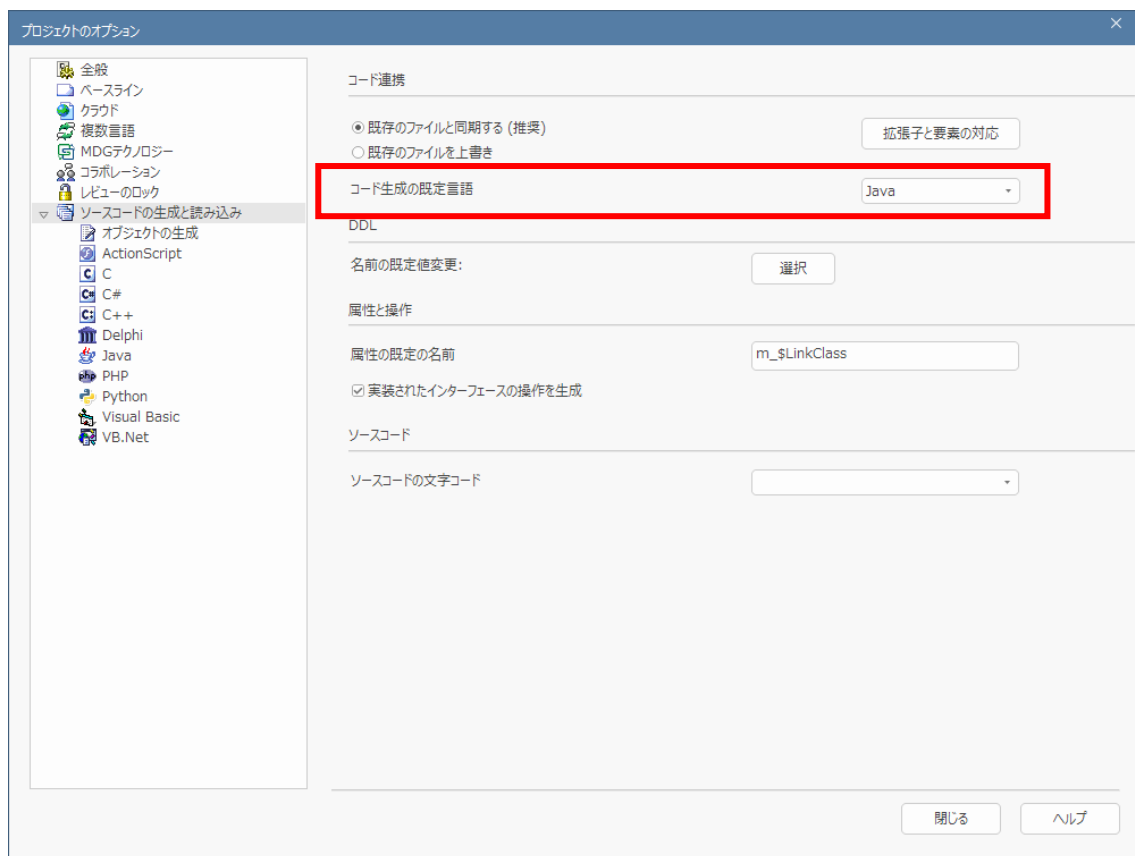 プロジェクトのオプション
全般
ベースライン
クラウド
複数言語
MDGテクノロジー
コラボレーション
レビューのロック
ソースコードの生成と読み込み
オブジェクトの生成
ActionScript
C
C#
C++
Delphi
Java
PHP
Python
Visual Basic
VB.Net
コード連携
既存のファイルと同期する (推奨)
既存のファイルを上書き
拡張子と要素の対応
コード生成の既定言語
Java
DDL
名前の既定値変更:
選択
属性と操作
属性の既定の名前
m_$LinkClass
実装されたインターフェースの操作を生成
ソースコード
ソースコードの文字コード
閉じる
ヘルプ